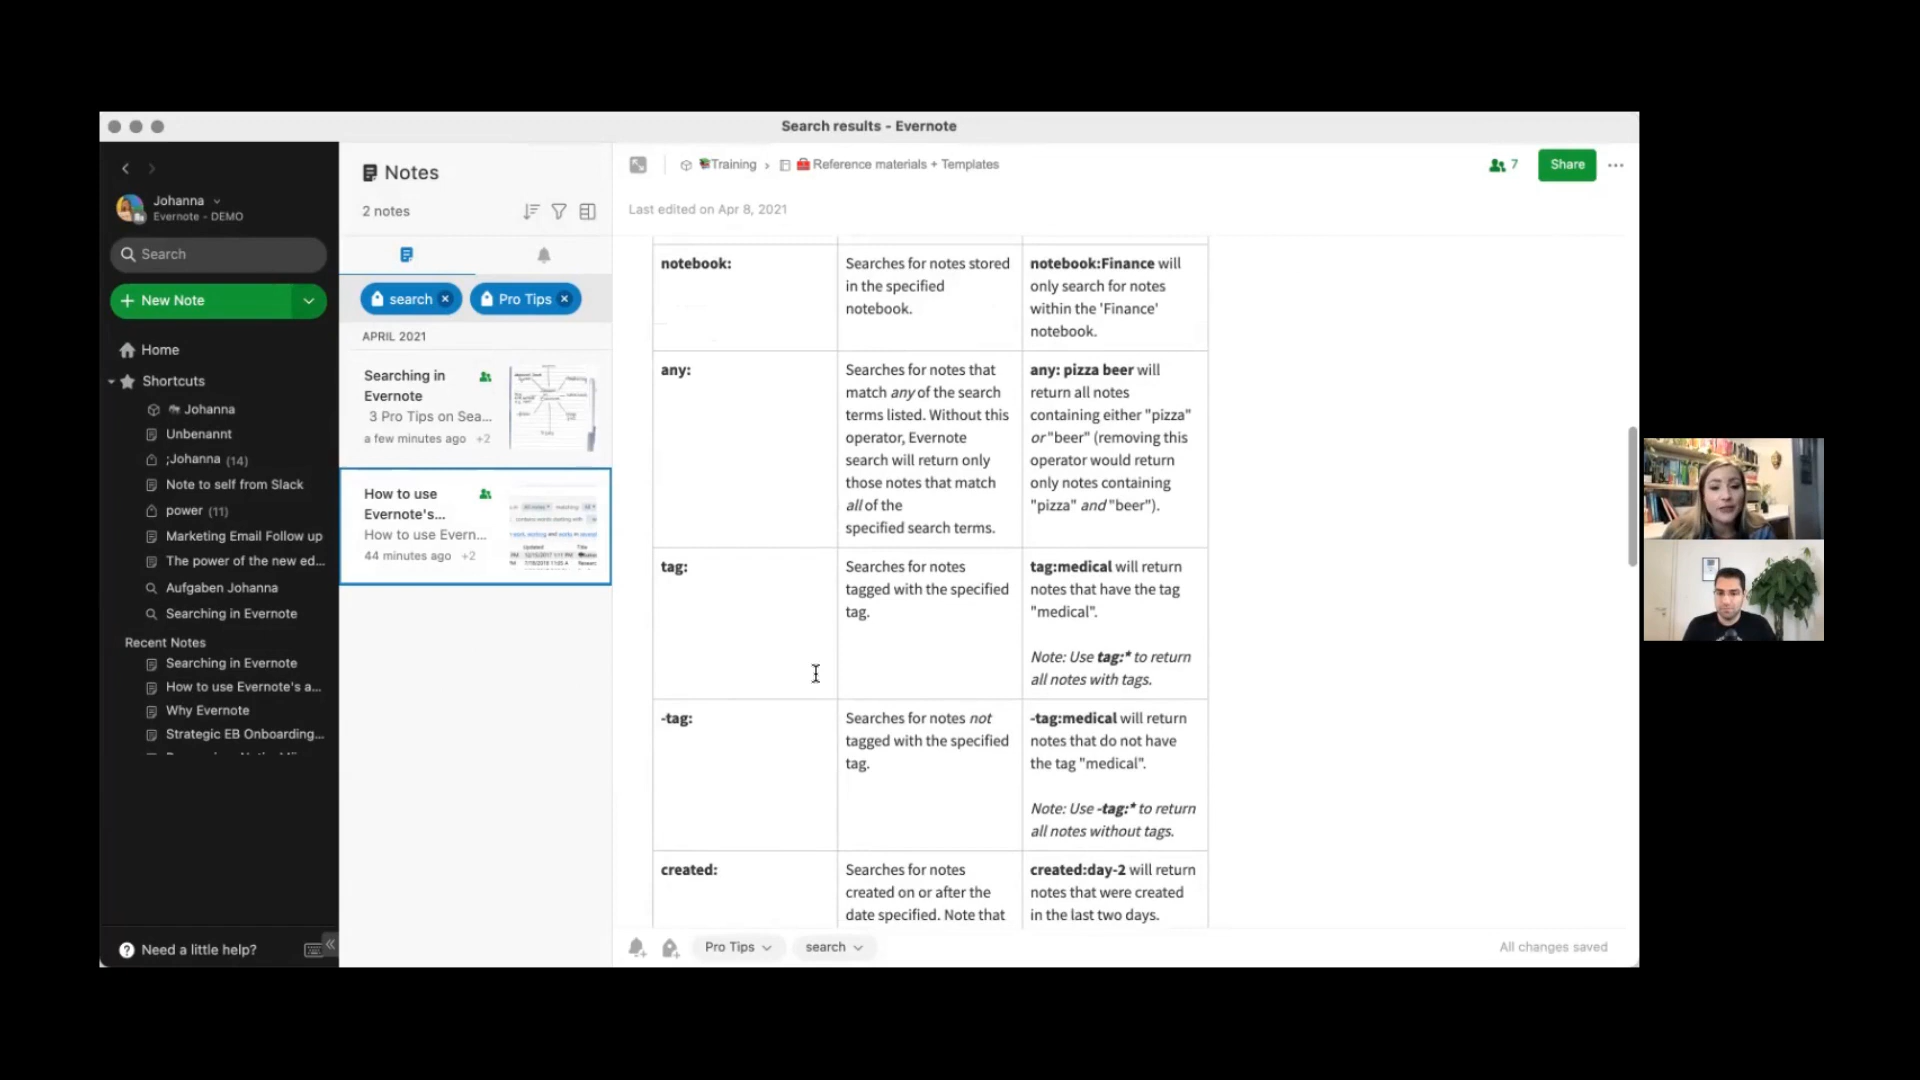 Search results - Evernote
Johanna
Evernote - DEMO
Search
New Note
Home
Shortcuts
Johanna
Unbenannt
;Johanna (14)
Note to self from Slack
power (11)
Marketing Email Follow up
The power of the new ed...
Aufgaben Johanna
Searching in Evernote
Recent Notes
Searching in Evernote
How to use Evernote's a...
Why Evernote
Strategic EB Onboarding...
Need a little help?
Notes
2 notes
search
Pro Tips
APRIL 2021
Searching in
Evernote
3 Pro Tips on Sea...
a few minutes ago +2
How to use
Evernote's...
How to use Evern...
44 minutes ago +2
Training > Reference materials + Templates
7
Share
Last edited on Apr 8, 2021
notebook:
Searches for notes stored
in the specified
notebook.
notebook:Finance will
only search for notes
within the 'Finance'
notebook.
any:
Searches for notes that
match any of the search
terms listed. Without this
operator, Evernote
search will return only
those notes that match
all of the
specified search terms.
any: pizza beer will
return all notes
containing either "pizza"
or "beer" (removing this
operator would return
only notes containing
"pizza" and "beer").
tag:
Searches for notes
tagged with the specified
tag.
tag:medical will return
notes that have the tag
"medical".
Note: Use tag:* to return
all notes with tags.
-tag:
Searches for notes not
tagged with the specified
tag.
-tag:medical will return
notes that do not have
the tag "medical".
Note: Use -tag:* to return
all notes without tags.
created:
Searches for notes
created on or after the
date specified. Note that
created:day-2 will return
notes that were created
in the last two days.
Pro Tips
search
All changes saved